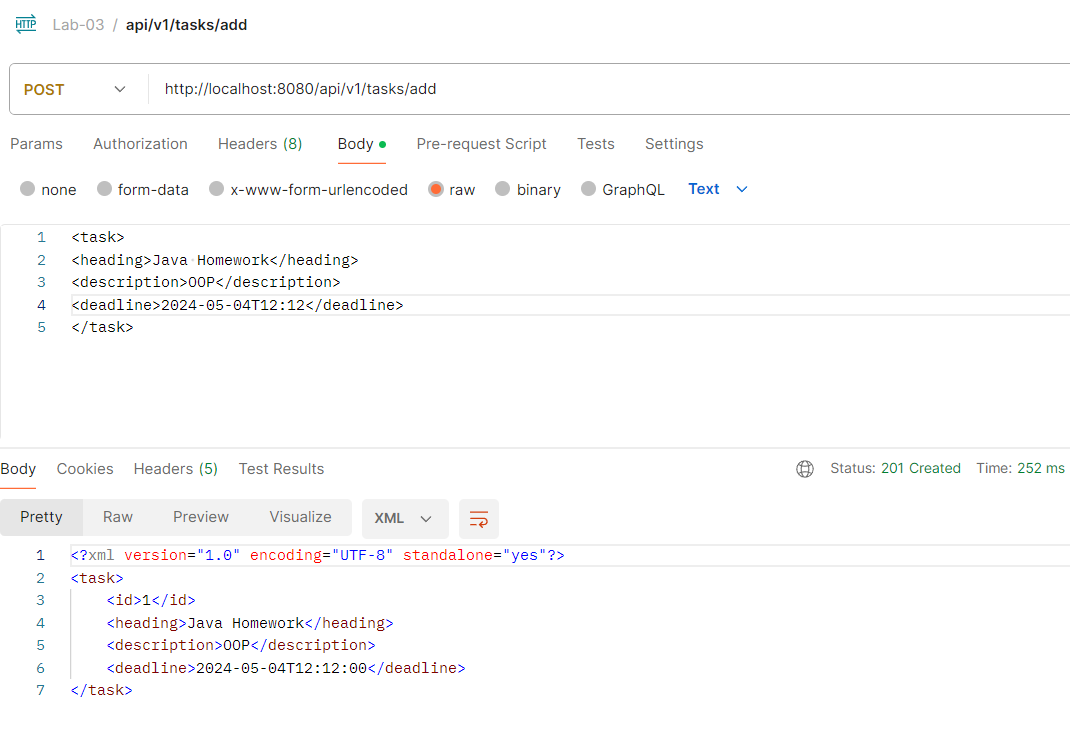 HTTP Lab-03 / api/v1/tasks/add
POST http://localhost:8080/api/v1/tasks/add
Params Authorization Headers (8) Body Pre-request Script Tests Settings
none form-data x-www-form-urlencoded raw binary GraphQL Text
1 <task>
2 <heading>Java Homework</heading>
3 <description>OOP</description>
4 <deadline>2024-05-04T12:12</deadline>
5 </task>
Body Cookies Headers (5) Test Results Status: 201 Created Time: 252 ms
Pretty Raw Preview Visualize XML
1 <?xml version="1.0" encoding="UTF-8" standalone="yes"?>
2 <task>
3 <id>1</id>
4 <heading>Java Homework</heading>
5 <description>OOP</description>
6 <deadline>2024-05-04T12:12:00</deadline>
7 </task>